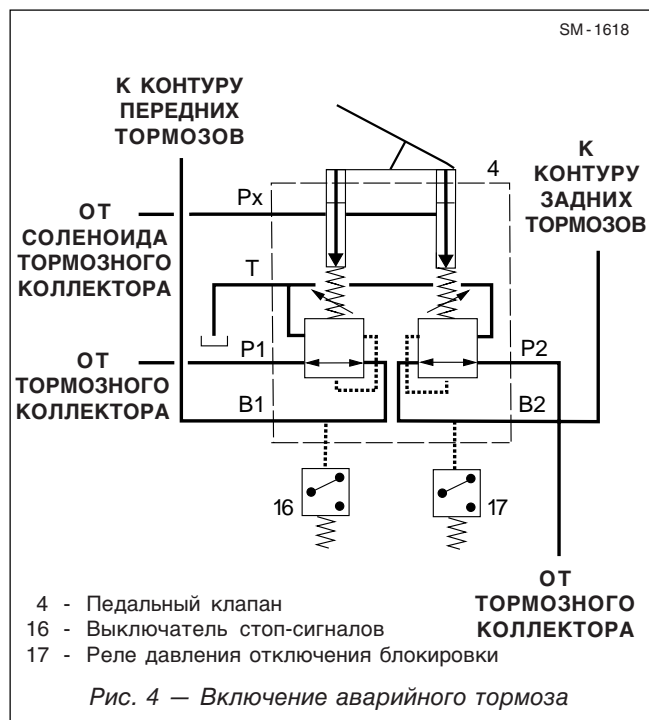 SM-1618
К КОНТУРУ
ПЕРЕДНИХ
ТОРМОЗОВ
4
К
КОНТУРУ
ЗАДНИХ
ТОРМОЗОВ
Px
ОТ
СОЛЕНОИДА
ТОРМОЗНОГО
КОЛЛЕКТОРА
T
P1
P2
ОТ
ТОРМОЗНОГО
КОЛЛЕКТОРА
B1
B2
16
17
ОТ
ТОРМОЗНОГО
КОЛЛЕКТОРА
4 - Педальный клапан
16 - Выключатель стоп-сигналов
17 - Реле давления отключения блокировки
Рис. 4 — Включение аварийного тормоза